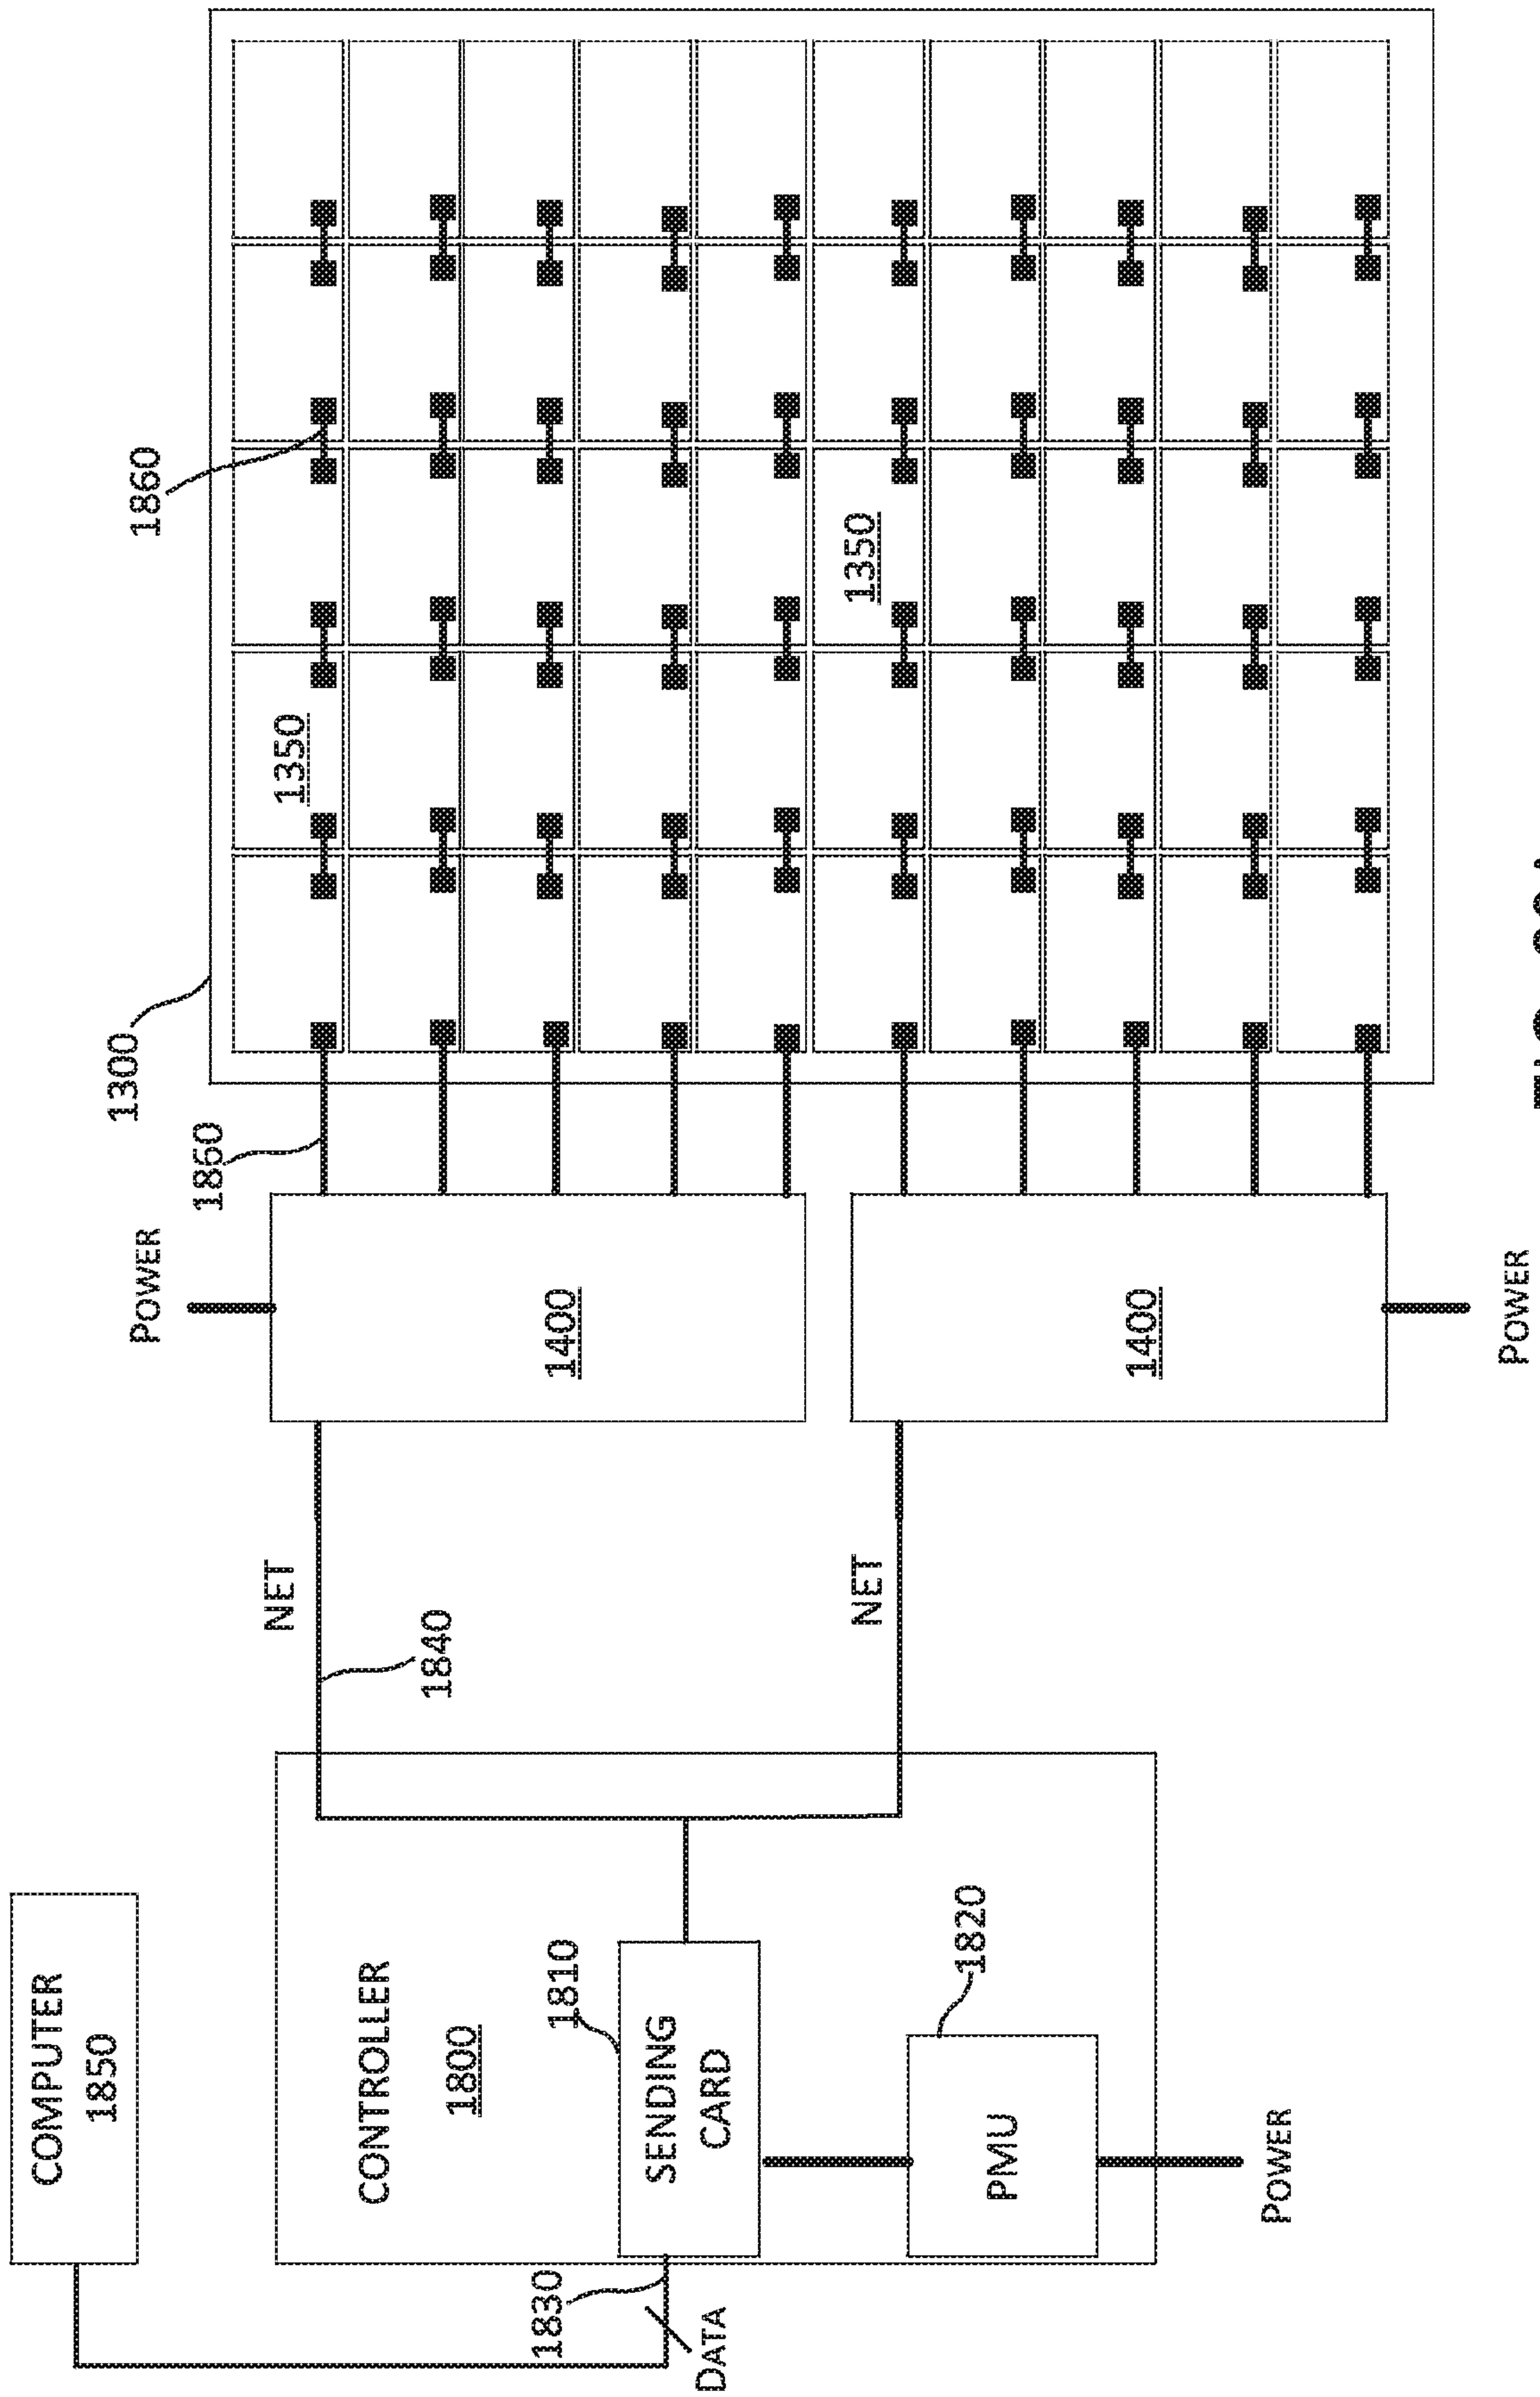 COMPUTER
1850
CONTROLLER
1800
1810
SENDING
CARD
1820
PMU
POWER
1830
DATA
NET
1840
NET
POWER
1400
1400
POWER
1860
1300
1860
1350
1350